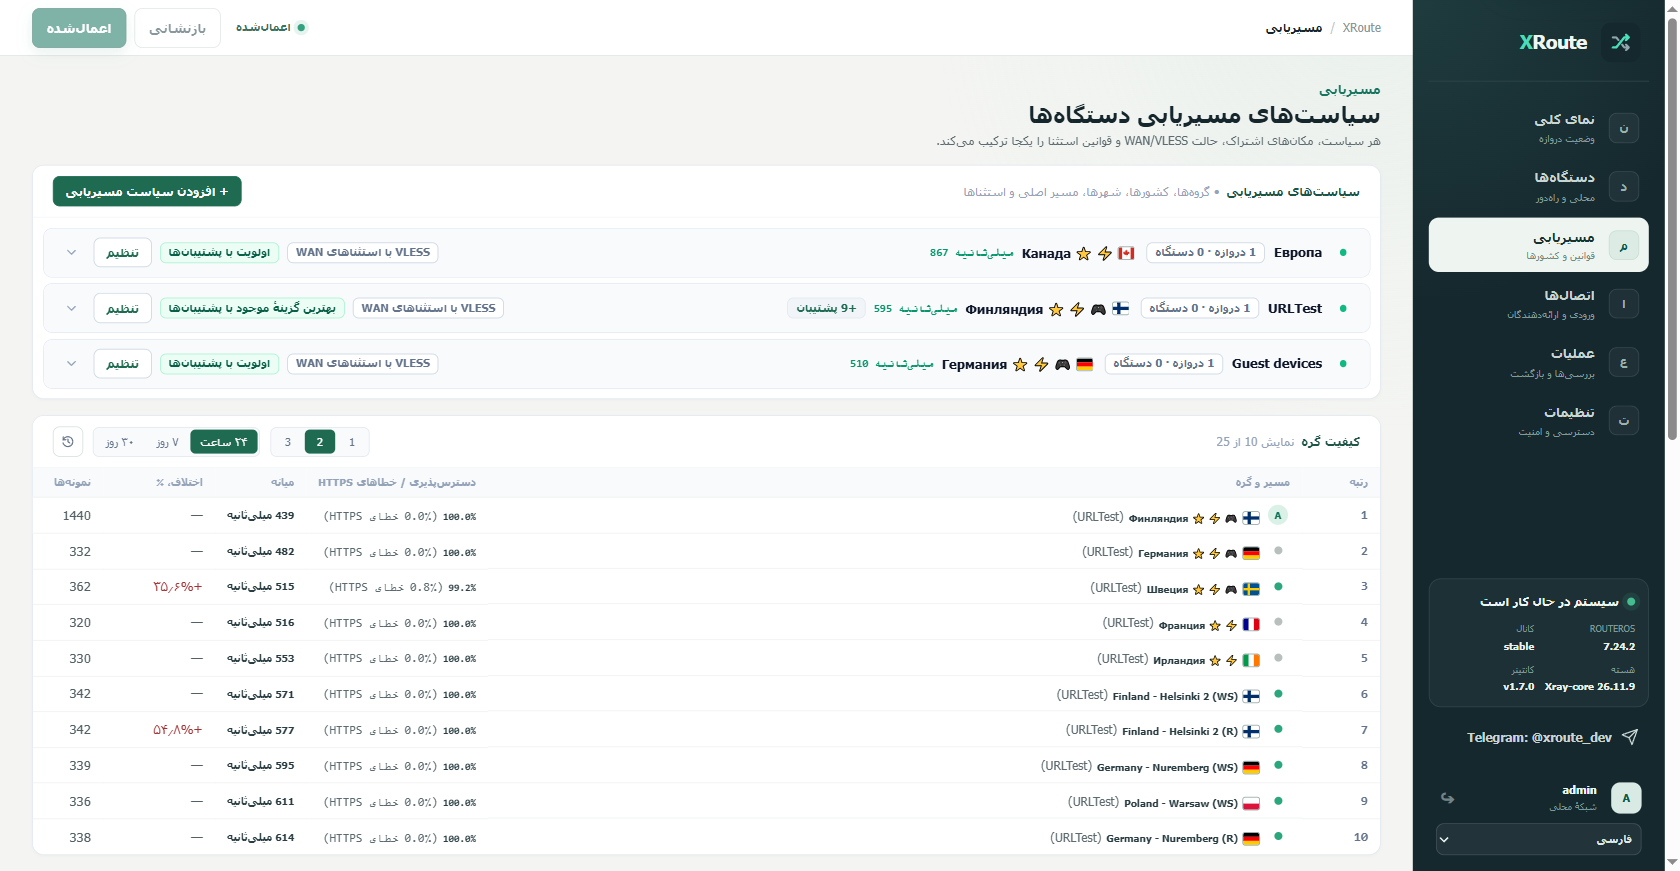 XRoute
نمای کلی
وضعیت دروازه
دستگاه‌ها
محلی و راه‌دور
مسیریابی
قوانین و کشورها
اتصال‌ها
ورودی و ارائه‌دهندگان
عملیات
بررسی‌ها و بازگشت
تنظیمات
دسترسی و امنیت
ن
د
م
ا
ع
ت
سیستم در حال کار است
ROUTEROS کانال
7.24.2 stable
هسته کانتینر
Xray-core 26.11.9 v1.7.0
Telegram: @xroute_dev
A admin
شبکهٔ محلی
فارسی
XRoute / مسیریابی
اعمال‌شده بازنشانی اعمال‌شده
مسیریابی
سیاست‌های مسیریابی دستگاه‌ها
هر سیاست، مکان‌های اشتراک، حالت WAN/VLESS و قوانین استثنا را یکجا ترکیب می‌کند.
سیاست‌های مسیریابی • گروه‌ها، کشورها، شهرها، مسیر اصلی و استثناها + افزودن سیاست مسیریابی
Европа 1 دروازه · 0 دستگاه Канада 867 میلی‌ثانیه VLESS با استثناهای WAN اولویت با پشتیبان‌ها تنظیم
URLTest 1 دروازه · 0 دستگاه Финляндия 595 میلی‌ثانیه +9 پشتیبان VLESS با استثناهای WAN بهترین گزینهٔ موجود با پشتیبان‌ها تنظیم
Guest devices 1 دروازه · 0 دستگاه Германия 510 میلی‌ثانیه VLESS با استثناهای WAN اولویت با پشتیبان‌ها تنظیم
کیفیت گره نمایش 10 از 25 1 2 3 ۲۴ ساعت ۷ روز ۳۰ روز
رتبه مسیر و گره دسترس‌پذیری / خطاهای HTTPS میانه اختلاف، % نمونه‌ها
1 A Финляндия (URLTest) 100.0% (0.0% خطای HTTPS) 439 میلی‌ثانیه — 1440
2 Германия (URLTest) 100.0% (0.0% خطای HTTPS) 482 میلی‌ثانیه — 332
3 Швеция (URLTest) 99.2% (0.8% خطای HTTPS) 515 میلی‌ثانیه +۳۵٫۶% 362
4 Франция (URLTest) 100.0% (0.0% خطای HTTPS) 516 میلی‌ثانیه — 320
5 Ирландия (URLTest) 100.0% (0.0% خطای HTTPS) 553 میلی‌ثانیه — 330
6 Finland - Helsinki 2 (WS) (URLTest) 100.0% (0.0% خطای HTTPS) 571 میلی‌ثانیه — 342
7 Finland - Helsinki 2 (R) (URLTest) 100.0% (0.0% خطای HTTPS) 577 میلی‌ثانیه +۵۴٫۸% 342
8 Germany - Nuremberg (WS) (URLTest) 100.0% (0.0% خطای HTTPS) 595 میلی‌ثانیه — 339
9 Poland - Warsaw (WS) (URLTest) 100.0% (0.0% خطای HTTPS) 611 میلی‌ثانیه — 336
10 Germany - Nuremberg (R) (URLTest) 100.0% (0.0% خطای HTTPS) 614 میلی‌ثانیه — 338